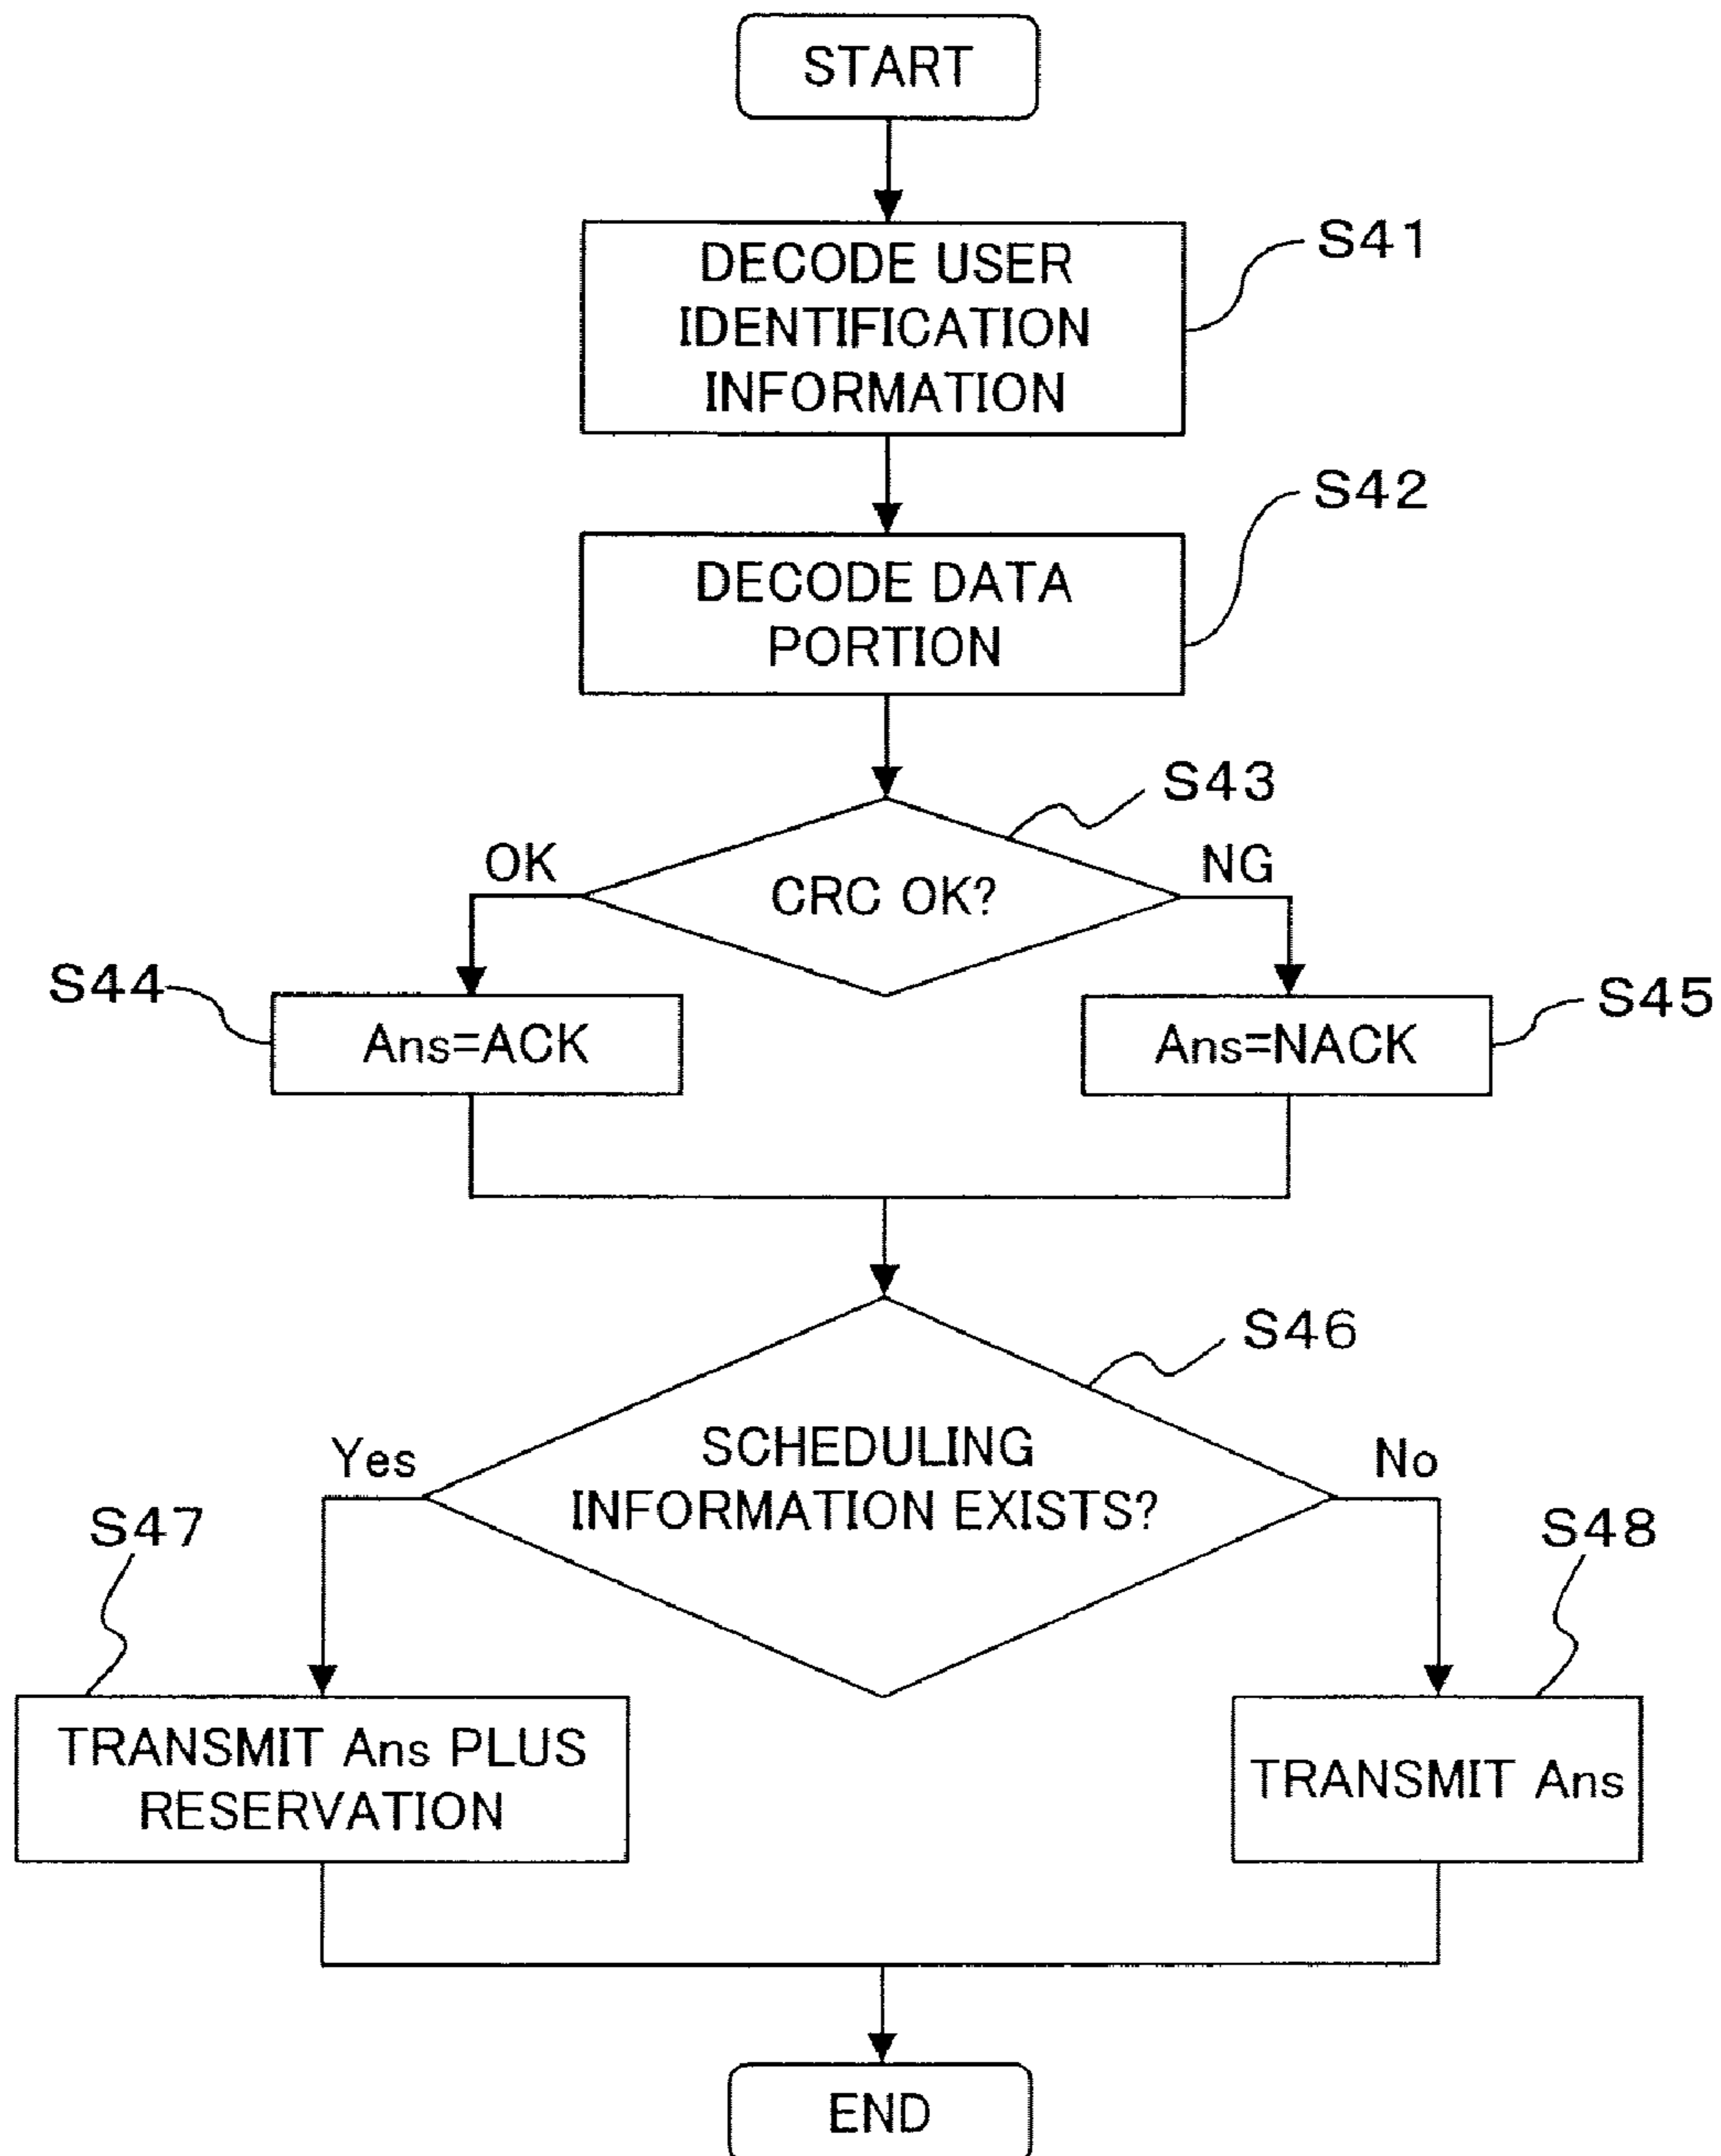 START
DECODE USER
IDENTIFICATION
INFORMATION
S41
DECODE DATA
PORTION
S42
S43
OK
CRC OK?
NG
S44
Ans=ACK
Ans=NACK
S45
S46
Yes
SCHEDULING
INFORMATION EXISTS?
No
S47
S48
TRANSMIT Ans PLUS
RESERVATION
TRANSMIT Ans
END